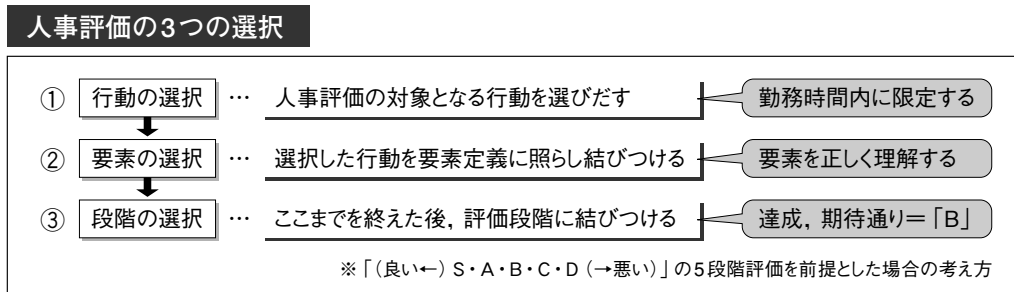 人事評価の3つの選択
① 行動の選択 … 人事評価の対象となる行動を選びだす 勤務時間内に限定する
② 要素の選択 … 選択した行動を要素定義に照らし結びつける 要素を正しく理解する
③ 段階の選択 … ここまでを終えた後，評価段階に結びつける 達成，期待通り＝「B」
※「（良い←）S・A・B・C・D（→悪い）」の5段階評価を前提とした場合の考え方